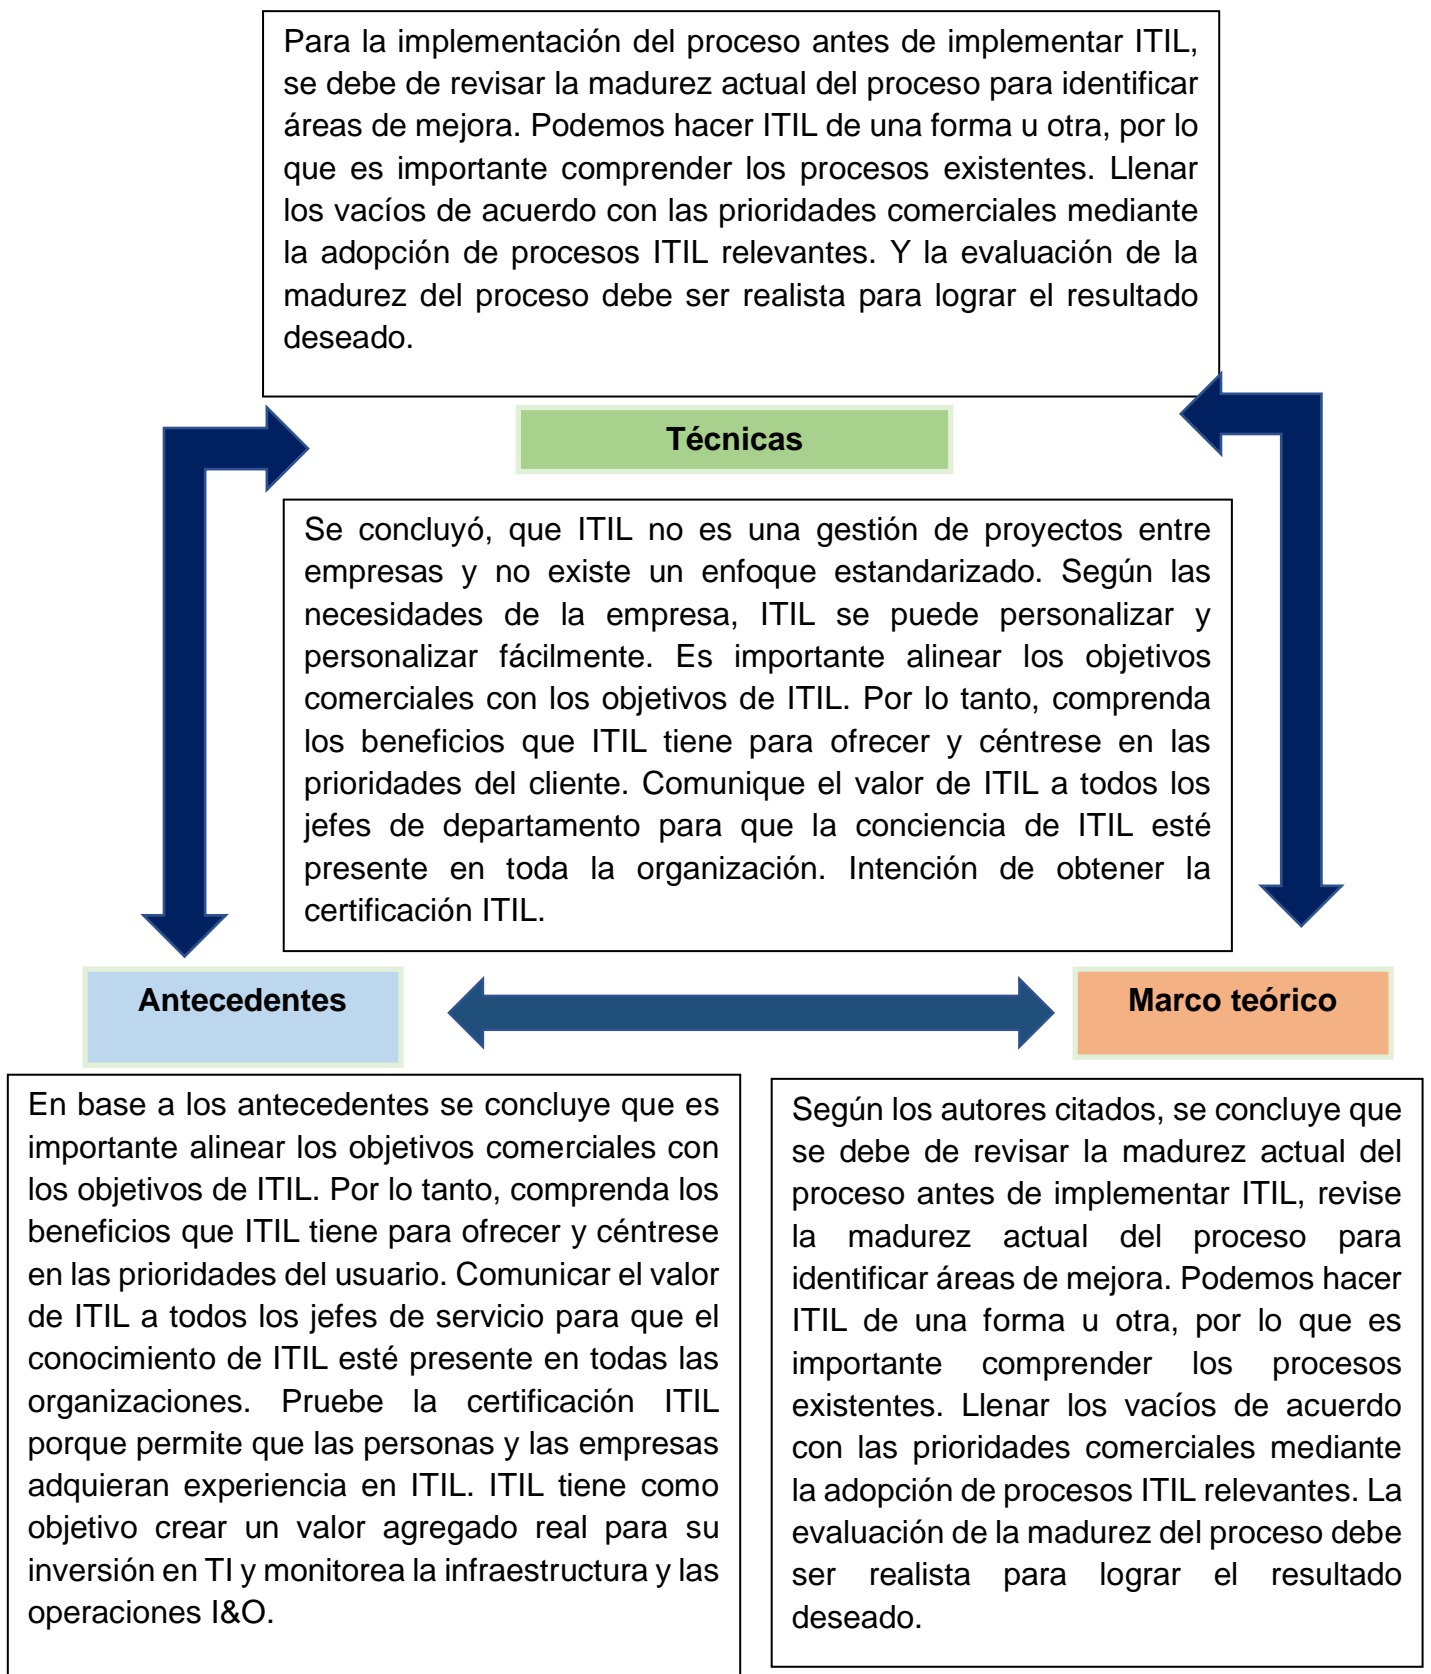 Para la implementación del proceso antes de implementar ITIL,
se debe de revisar la madurez actual del proceso para identificar
áreas de mejora. Podemos hacer ITIL de una forma u otra, por lo
que es importante comprender los procesos existentes. Llenar
los vacíos de acuerdo con las prioridades comerciales mediante
la adopción de procesos ITIL relevantes. Y la evaluación de la
madurez del proceso debe ser realista para lograr el resultado
deseado.
Técnicas
Se concluyó, que ITIL no es una gestión de proyectos entre
empresas y no existe un enfoque estandarizado. Según las
necesidades de la empresa, ITIL se puede personalizar y
personalizar fácilmente. Es importante alinear los objetivos
comerciales con los objetivos de ITIL. Por lo tanto, comprenda
los beneficios que ITIL tiene para ofrecer y céntrese en las
prioridades del cliente. Comunique el valor de ITIL a todos los
jefes de departamento para que la conciencia de ITIL esté
presente en toda la organización. Intención de obtener la
certificación ITIL.
Antecedentes
Marco teórico
En base a los antecedentes se concluye que es
importante alinear los objetivos comerciales con
los objetivos de ITIL. Por lo tanto, comprenda los
beneficios que ITIL tiene para ofrecer y céntrese
en las prioridades del usuario. Comunicar el valor
de ITIL a todos los jefes de servicio para que el
conocimiento de ITIL esté presente en todas las
organizaciones. Pruebe la certificación ITIL
porque permite que las personas y las empresas
adquieran experiencia en ITIL. ITIL tiene como
objetivo crear un valor agregado real para su
inversión en TI y monitorea la infraestructura y las
operaciones I&O.
Según los autores citados, se concluye que
se debe de revisar la madurez actual del
proceso antes de implementar ITIL, revise
la madurez actual del proceso para
identificar áreas de mejora. Podemos hacer
ITIL de una forma u otra, por lo que es
importante comprender los procesos
existentes. Llenar los vacíos de acuerdo
con las prioridades comerciales mediante
la adopción de procesos ITIL relevantes. La
evaluación de la madurez del proceso debe
ser realista para lograr el resultado
deseado.